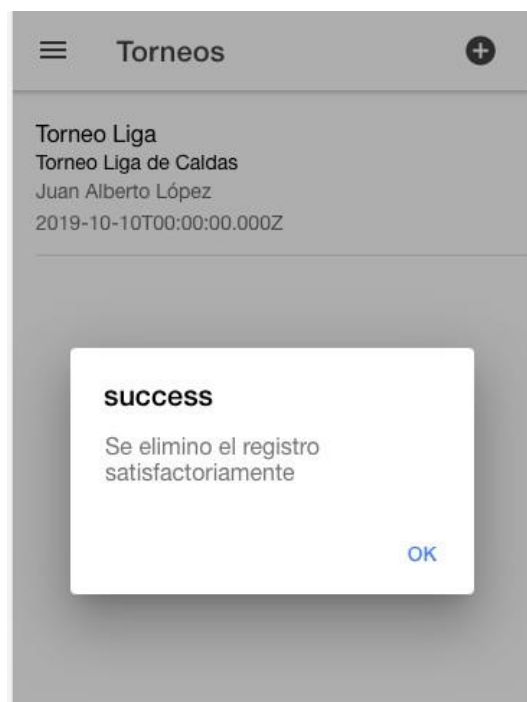 Torneos
Torneo Liga
Torneo Liga de Caldas
Juan Alberto López
2019-10-10T00:00:00.000Z
success
Se elimino el registro
satisfactoriamente
OK